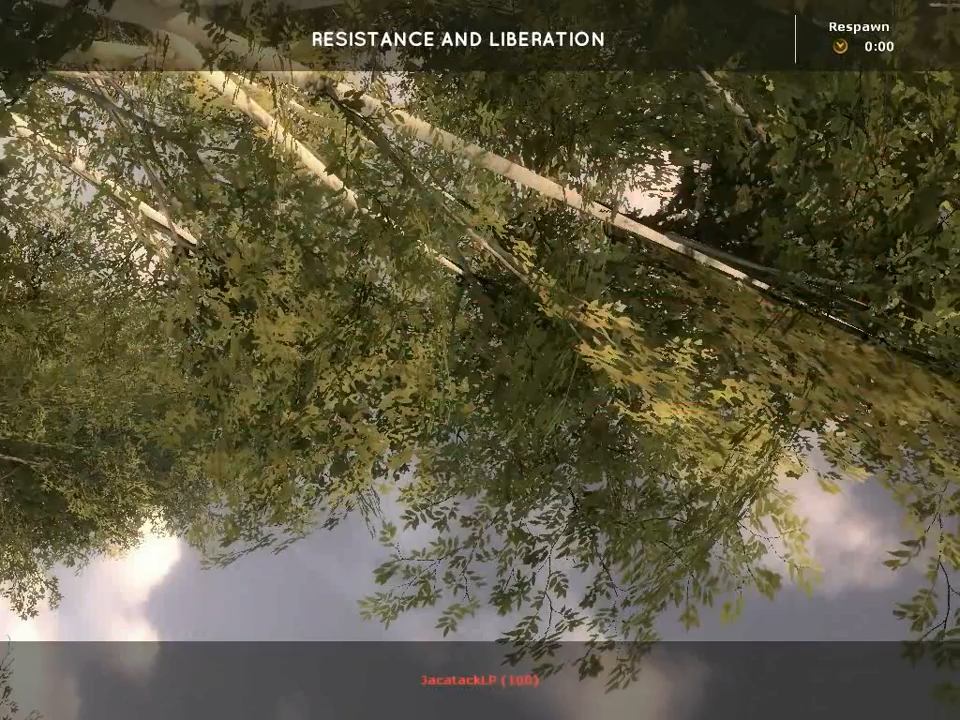 RESISTANCE AND LIBERATION
Respawn
0:00
JacatackLP (100)